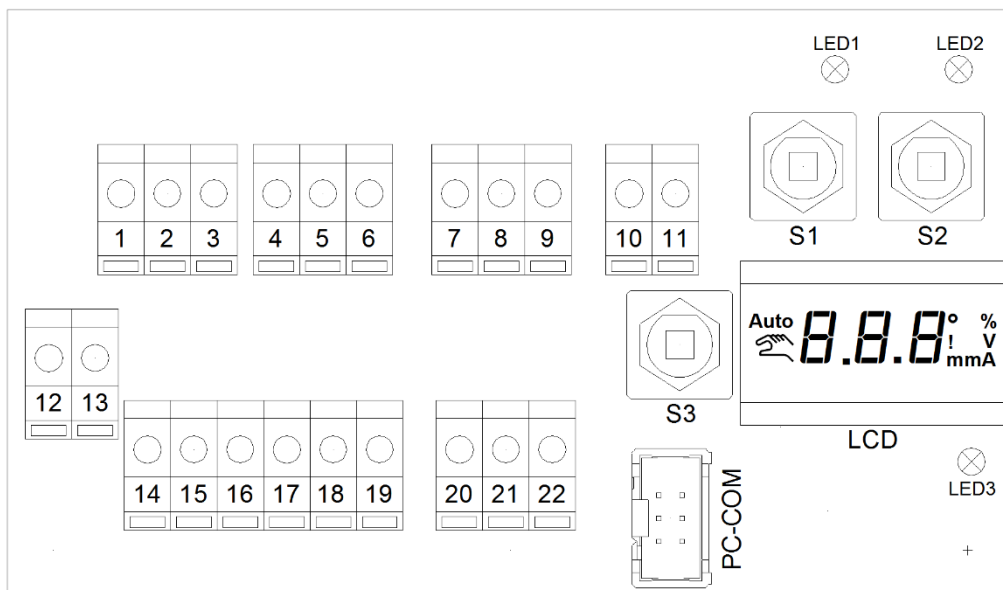 LED1 LED2
1 2 3 4 5 6 7 8 9 10 11
S1 S2
Auto 8.8.8 ° %
! V
mmA
12 13
S3
LCD
14 15 16 17 18 19 20 21 22
LED3
PC-COM